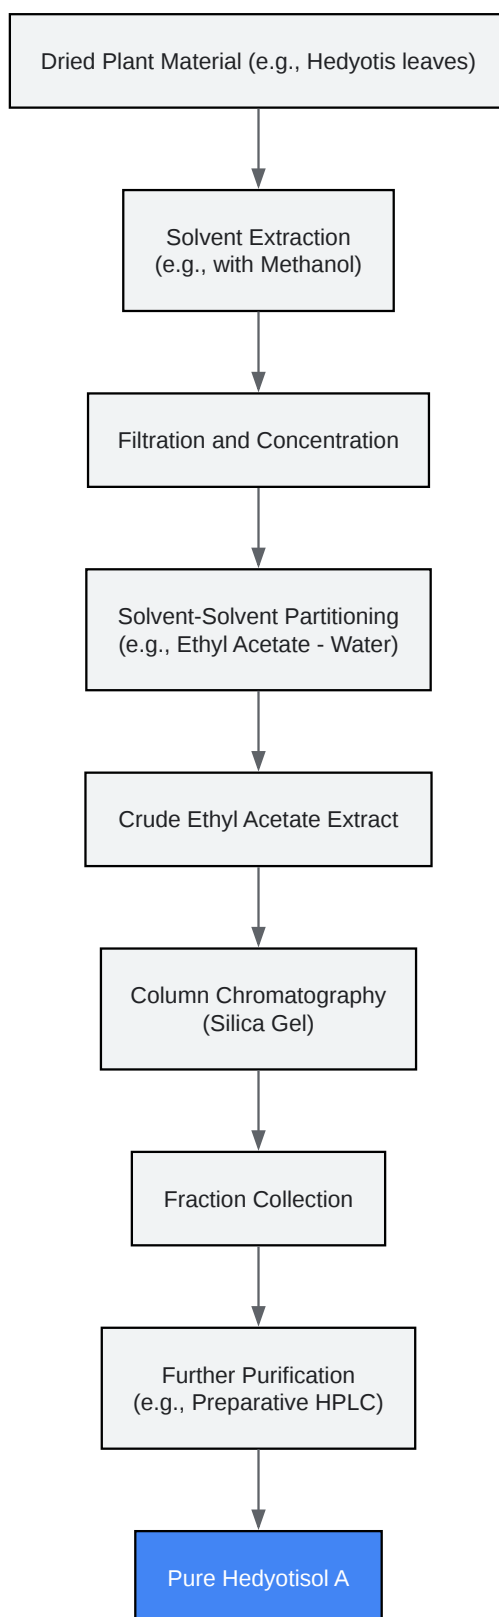 Dried Plant Material (e.g., Hedyotis leaves)
Solvent Extraction
(e.g., with Methanol)
Filtration and Concentration
Solvent-Solvent Partitioning
(e.g., Ethyl Acetate - Water)
Crude Ethyl Acetate Extract
Column Chromatography
(Silica Gel)
Fraction Collection
Further Purification
(e.g., Preparative HPLC)
Pure Hedyotisol A